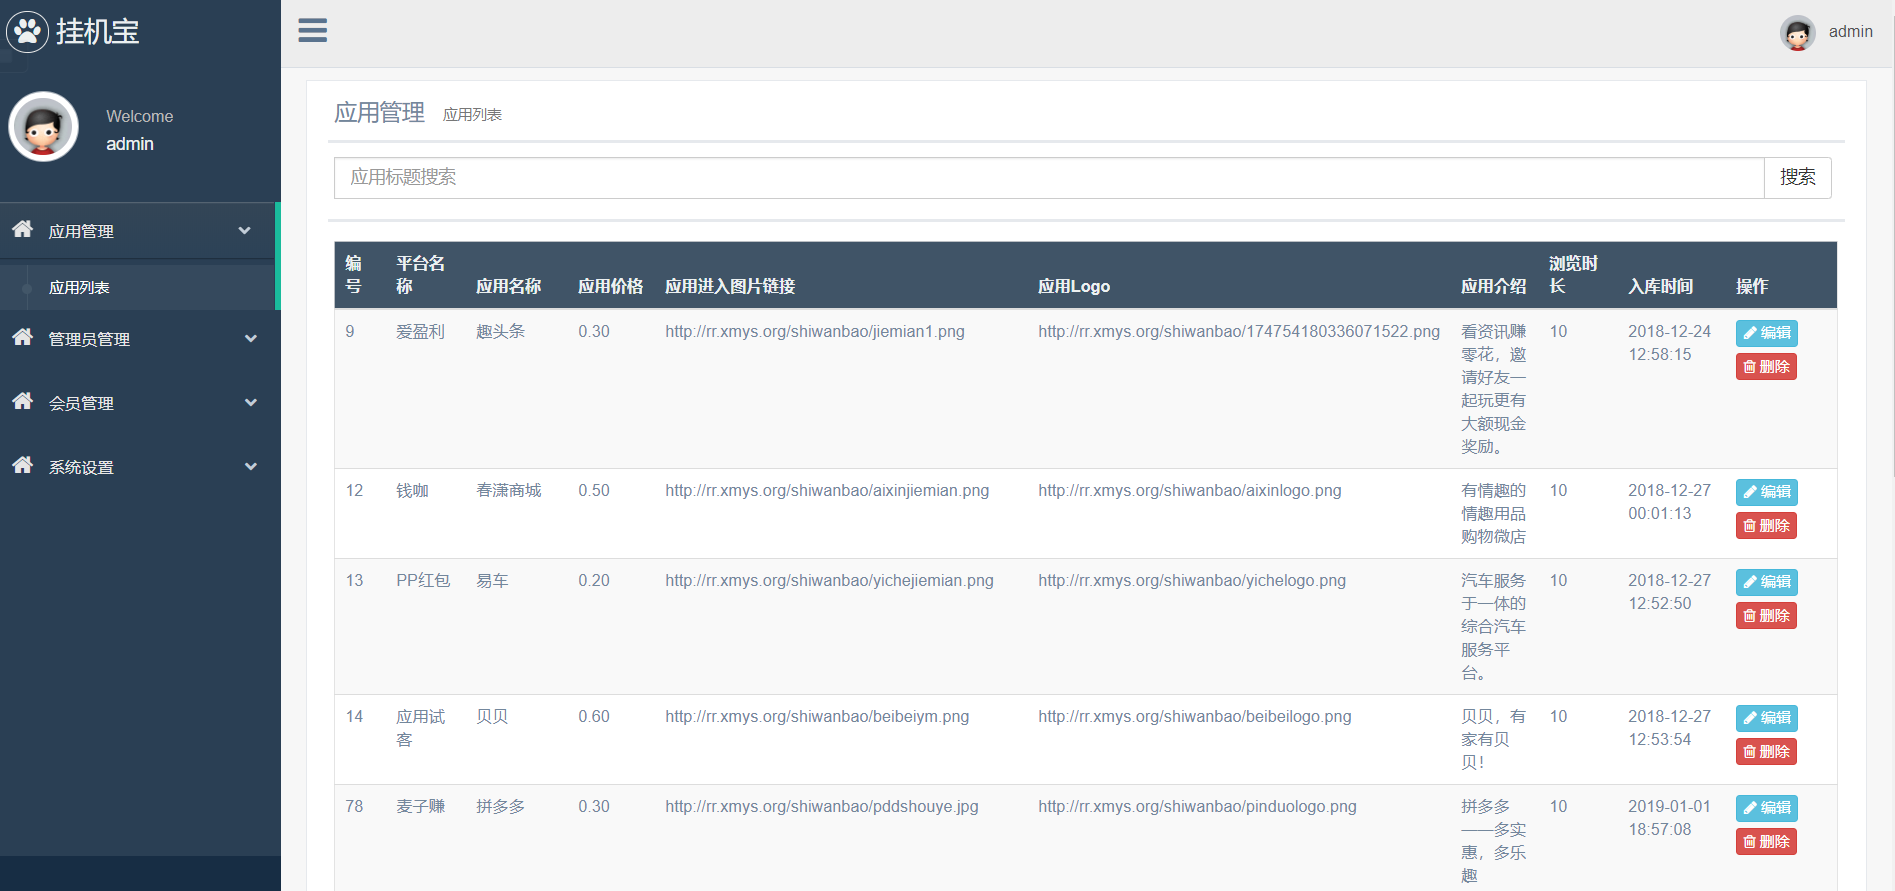 挂机宝
admin
Welcome
admin
应用管理
应用列表
管理员管理
会员管理
系统设置
应用管理 应用列表
应用标题搜索 搜索
编号 平台名称 应用名称 应用价格 应用进入图片链接 应用Logo 应用介绍 浏览时长 入库时间 操作
9 爱盈利 趣头条 0.30 http://rr.xmys.org/shiwanbao/jiemian1.png http://rr.xmys.org/shiwanbao/174754180336071522.png 看资讯赚零花，邀请好友一起玩更有大额现金奖励。 10 2018-12-24 12:58:15 编辑 删除
12 钱咖 春潇商城 0.50 http://rr.xmys.org/shiwanbao/aixinjiemian.png http://rr.xmys.org/shiwanbao/aixinlogo.png 有情趣的情趣用品购物微店 10 2018-12-27 00:01:13 编辑 删除
13 PP红包 易车 0.20 http://rr.xmys.org/shiwanbao/yichejiemian.png http://rr.xmys.org/shiwanbao/yichelogo.png 汽车服务于一体的综合汽车服务平台。 10 2018-12-27 12:52:50 编辑 删除
14 应用试客 贝贝 0.60 http://rr.xmys.org/shiwanbao/beibeiym.png http://rr.xmys.org/shiwanbao/beibeilogo.png 贝贝，有家有贝贝！ 10 2018-12-27 12:53:54 编辑 删除
78 麦子赚 拼多多 0.30 http://rr.xmys.org/shiwanbao/pddshouye.jpg http://rr.xmys.org/shiwanbao/pinduologo.png 拼多多——多实惠，多乐趣 10 2019-01-01 18:57:08 编辑 删除